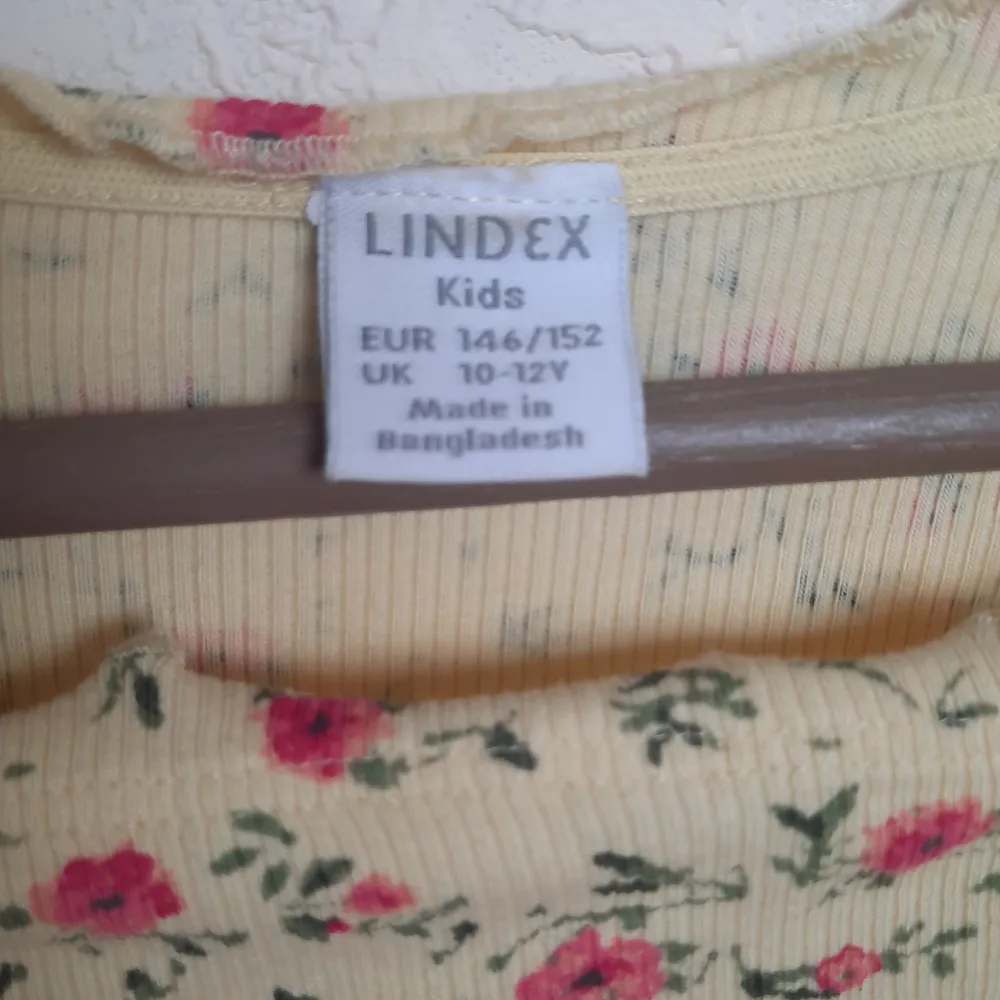 LINDEX
Kids
EUR 146/152
UK 10-12Y
Made in
Bangladesh